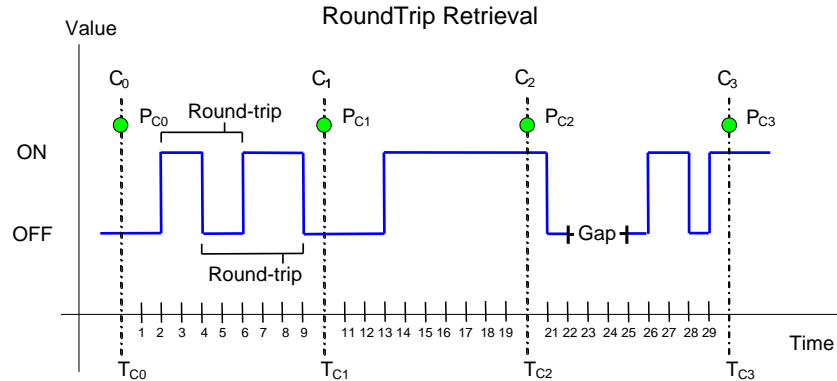 RoundTrip Retrieval
Value
C0 C1 C2 C3
PC0 PC1 PC2 PC3
Round-trip
ON
OFF
Gap
Round-trip
1 2 3 4 5 6 7 8 9 11 12 13 14 15 16 17 18 19 21 22 23 24 25 26 27 28 29
Time
TC0 TC1 TC2 TC3